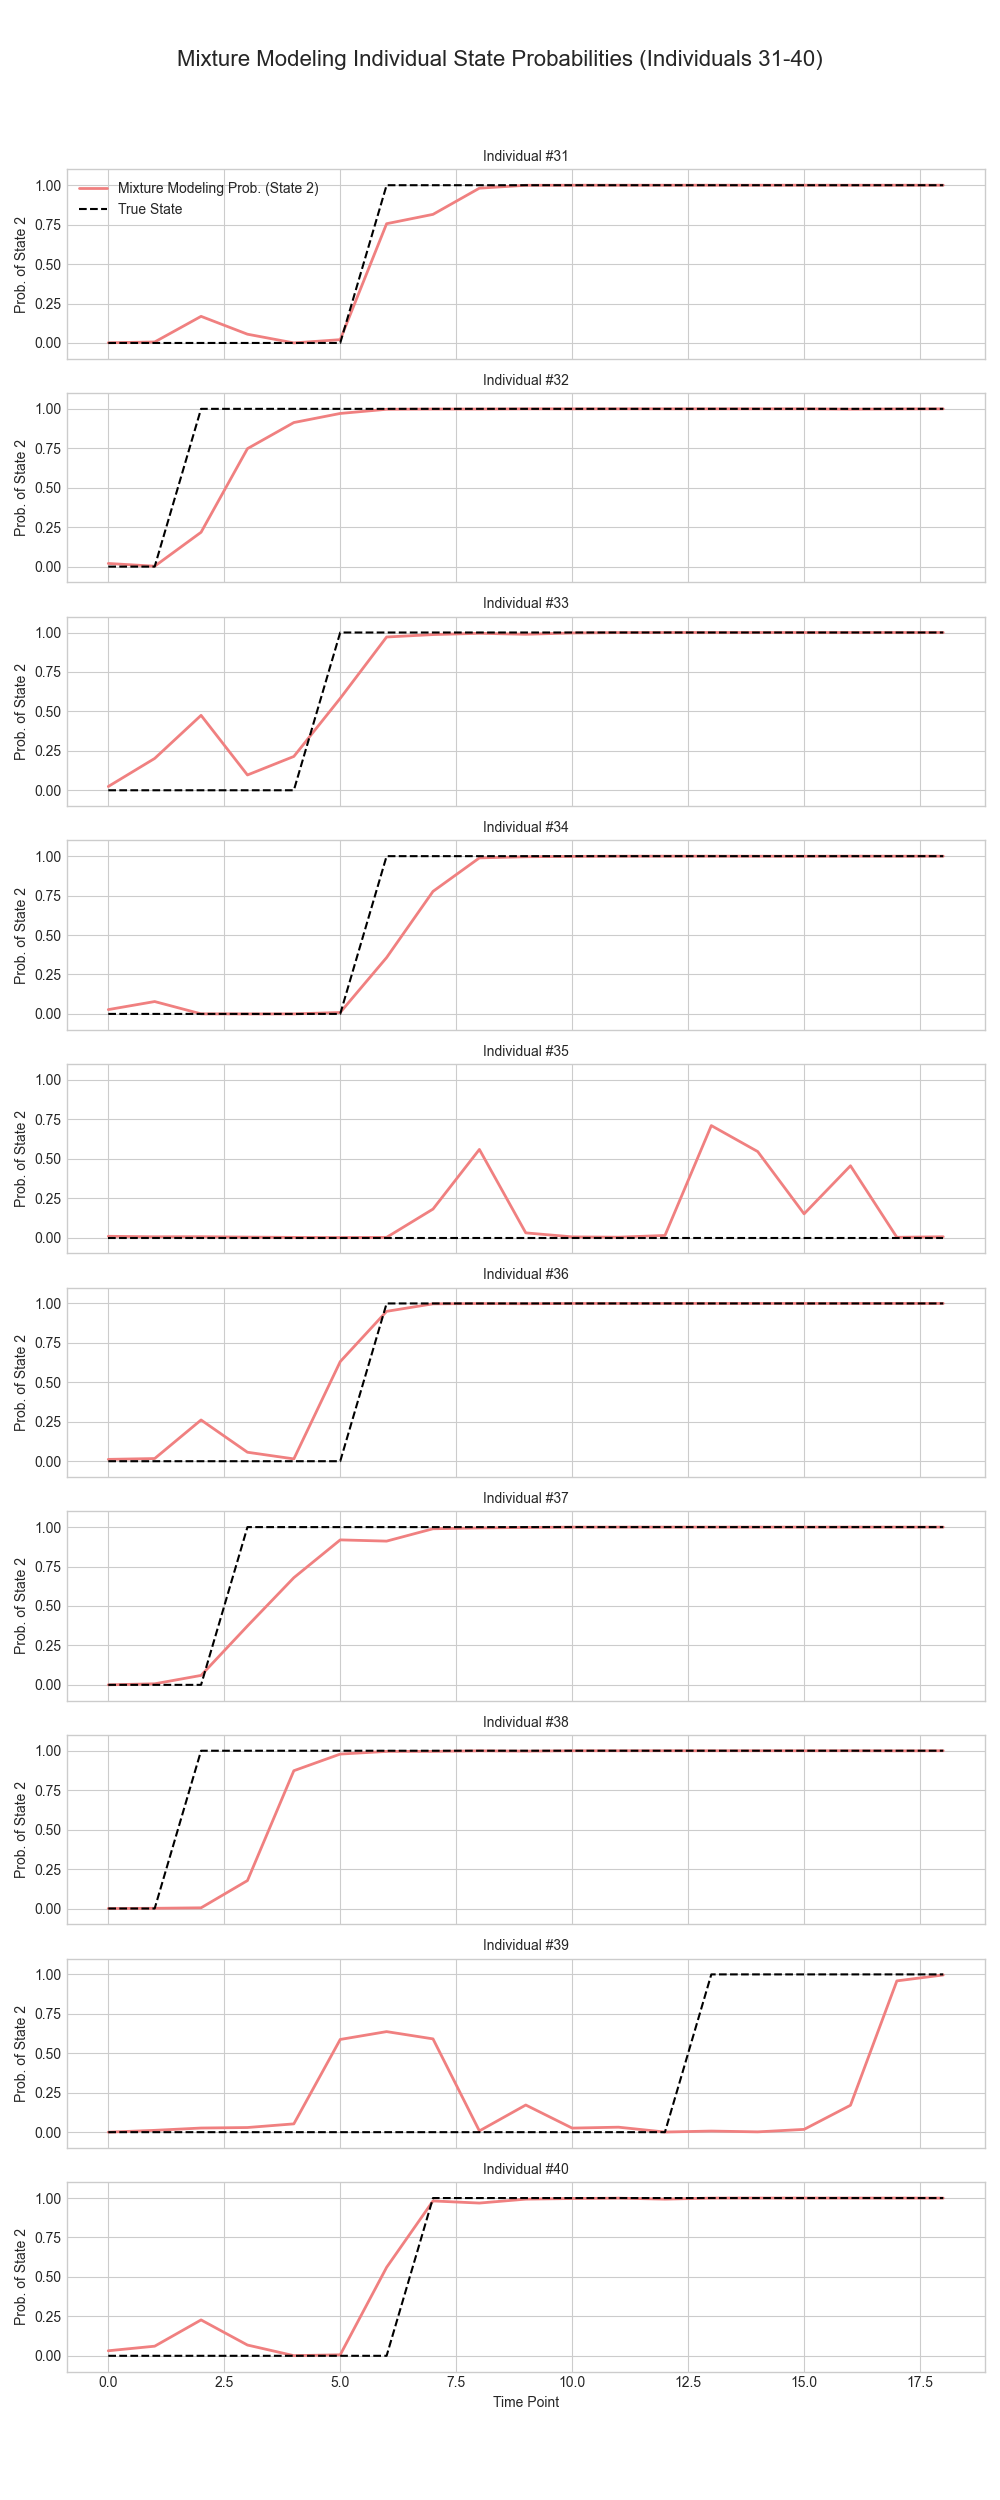 Mixture Modeling Individual State Probabilities (Individuals 31-40)
Individual #31
Mixture Modeling Prob. (State 2)
True State
Prob. of State 2
1.00
0.75
0.50
0.25
0.00
Individual #32
Prob. of State 2
1.00
0.75
0.50
0.25
0.00
Individual #33
Prob. of State 2
1.00
0.75
0.50
0.25
0.00
Individual #34
Prob. of State 2
1.00
0.75
0.50
0.25
0.00
Individual #35
Prob. of State 2
1.00
0.75
0.50
0.25
0.00
Individual #36
Prob. of State 2
1.00
0.75
0.50
0.25
0.00
Individual #37
Prob. of State 2
1.00
0.75
0.50
0.25
0.00
Individual #38
Prob. of State 2
1.00
0.75
0.50
0.25
0.00
Individual #39
Prob. of State 2
1.00
0.75
0.50
0.25
0.00
Individual #40
Prob. of State 2
1.00
0.75
0.50
0.25
0.00
0.0 2.5 5.0 7.5 10.0 12.5 15.0 17.5
Time Point